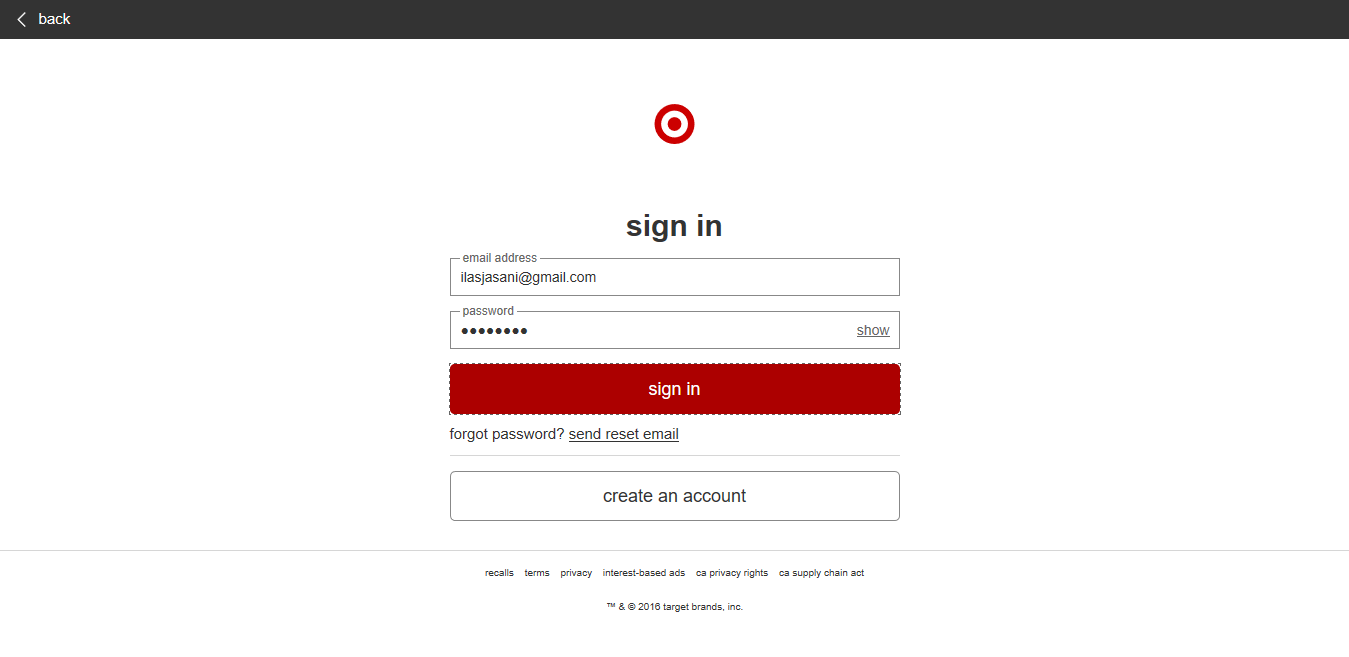 back
sign in
email address
ilasjasani@gmail.com
password
●●●●●●●●
show
sign in
forgot password? send reset email
create an account
recalls terms privacy interest-based ads ca privacy rights ca supply chain act
™ & © 2016 target brands, inc.